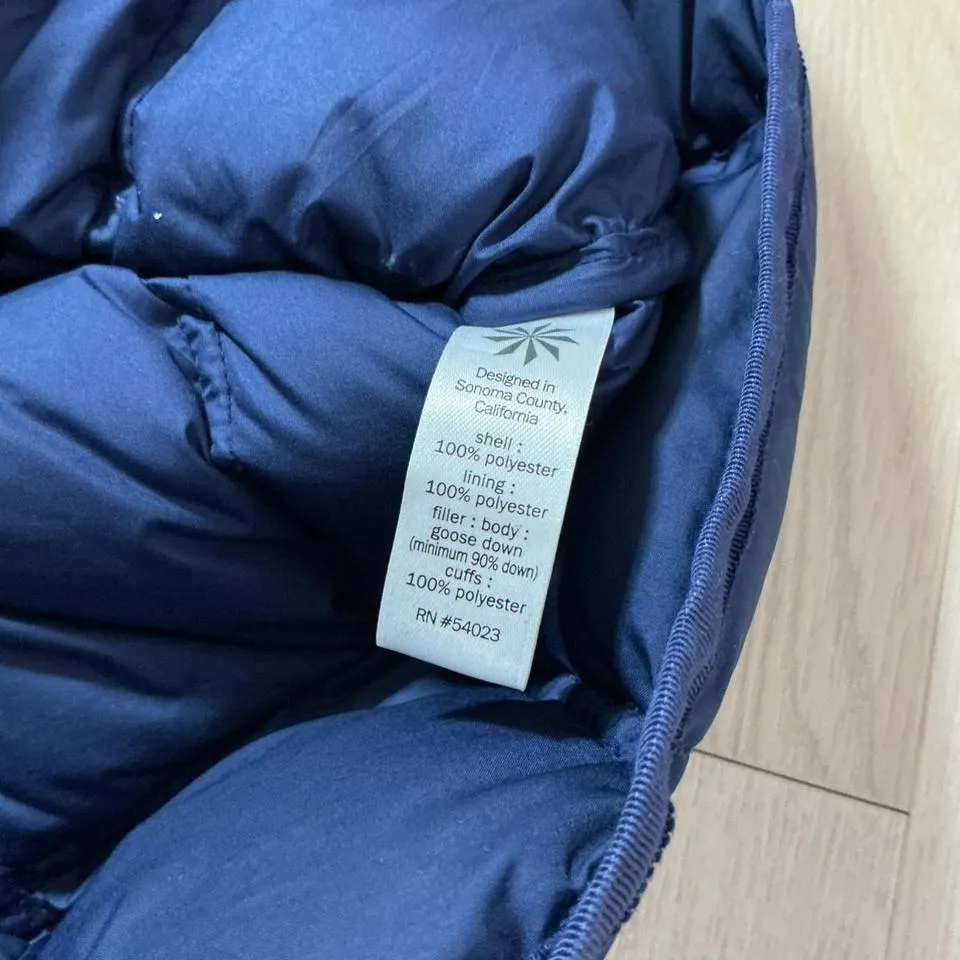 Designed in
Sonoma County,
California
shell :
100% polyester
lining :
100% polyester
filler : body :
goose down
(minimum 90% down)
cuffs :
100% polyester
RN #54023